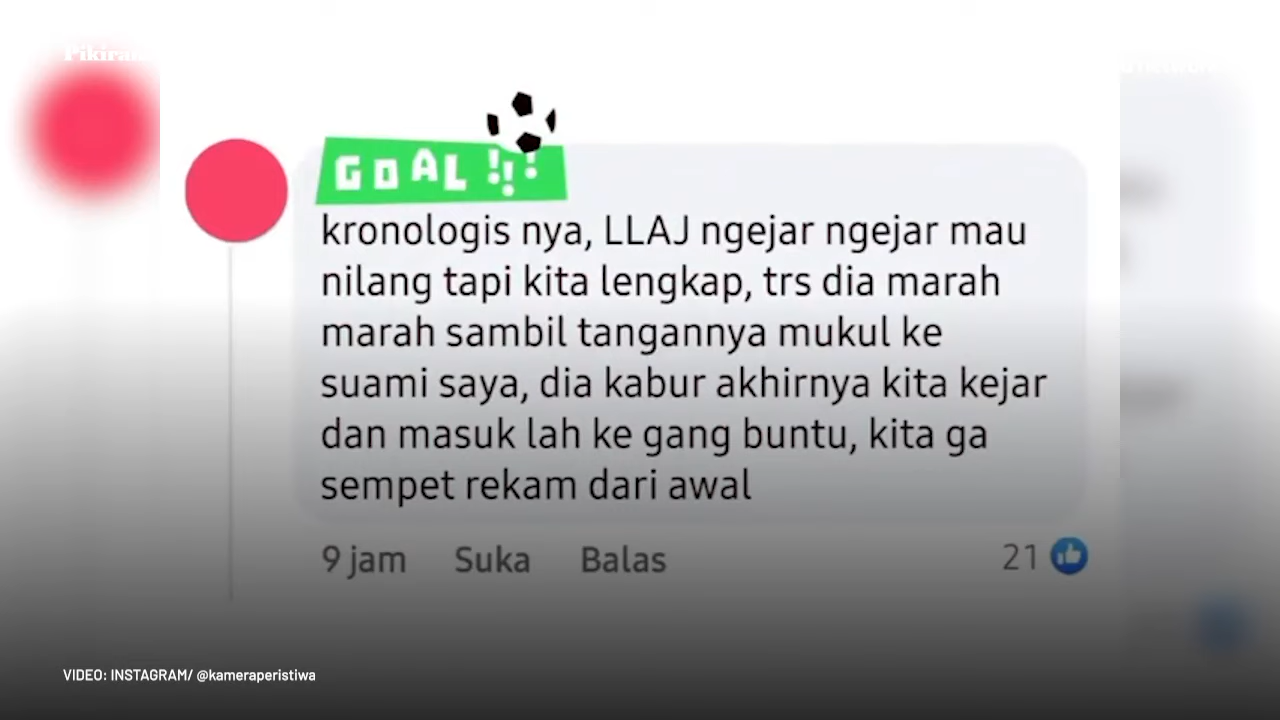 GOAL !!!
kronologis nya, LLAJ ngejar ngejar mau
nilang tapi kita lengkap, trs dia marah
marah sambil tangannya mukul ke
suami saya, dia kabur akhirnya kita kejar
dan masuk lah ke gang buntu, kita ga
sempet rekam dari awal
9 jam Suka Balas 21
VIDEO: INSTAGRAM/ @kameraperistiwa